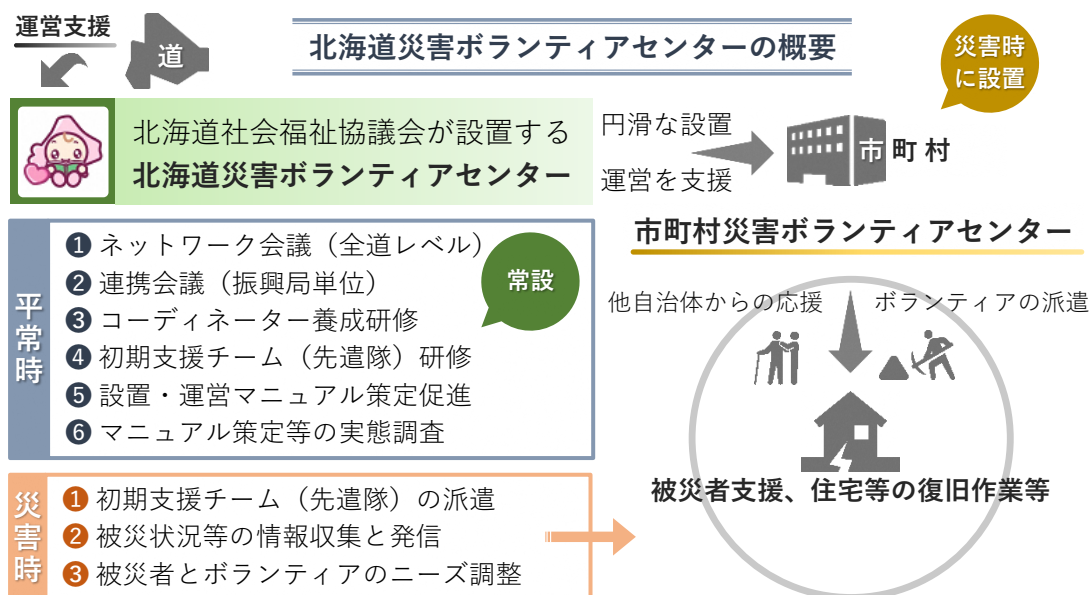 運営支援
道
北海道災害ボランティアセンターの概要
災害時
に設置
北海道社会福祉協議会が設置する
北海道災害ボランティアセンター
円滑な設置
運営を支援
市町村
平常時
❶ ネットワーク会議（全道レベル）
❷ 連携会議（振興局単位）
❸ コーディネーター養成研修
❹ 初期支援チーム（先遣隊）研修
❺ 設置・運営マニュアル策定促進
❻ マニュアル策定等の実態調査
常設
市町村災害ボランティアセンター
他自治体からの応援
ボランティアの派遣
被災者支援、住宅等の復旧作業等
災害時
❶ 初期支援チーム（先遣隊）の派遣
❷ 被災状況等の情報収集と発信
❸ 被災者とボランティアのニーズ調整